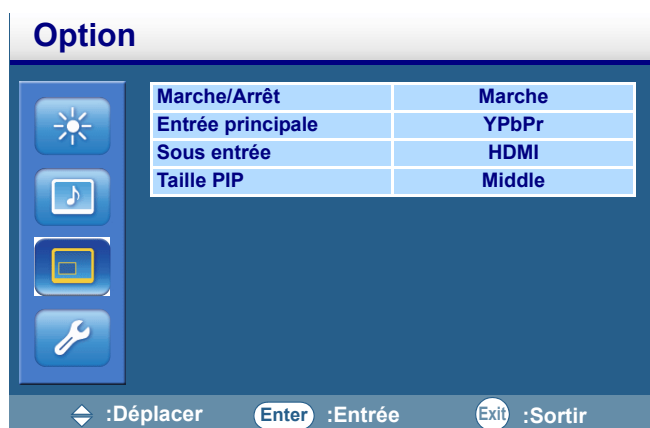 Option
Marche/Arrêt Marche
Entrée principale YPbPr
Sous entrée HDMI
Taille PIP Middle
:Déplacer Enter :Entrée Exit :Sortir